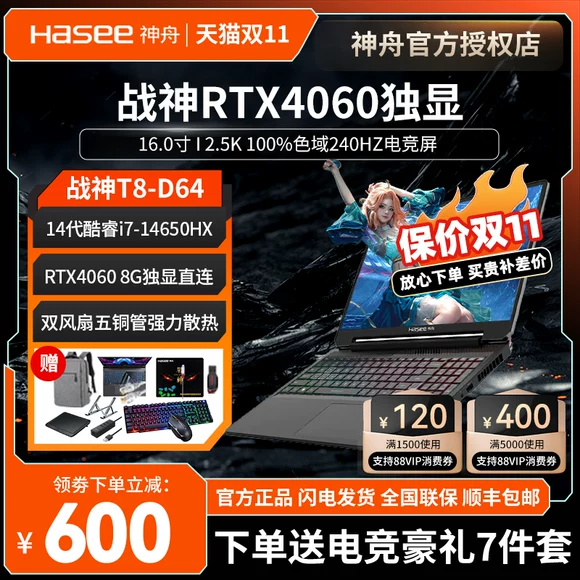 Hasee 神舟 天猫双11
神舟官方授权店
战神RTX4060独显
16.0寸 I 2.5K 100%色域240HZ电竞屏
战神T8-D64
14代酷睿i7-14650HX
RTX4060 8G独显直连
双风扇五铜管强力散热
保价双11
放心下单 买贵补差价
Hasee 神舟
赠
¥120
满1500使用
支持88VIP消费券
¥400
满5000使用
支持88VIP消费券
领券下单立减：
¥600
官方正品 闪电发货 全国联保 顺丰包邮
下单送电竞豪礼7件套